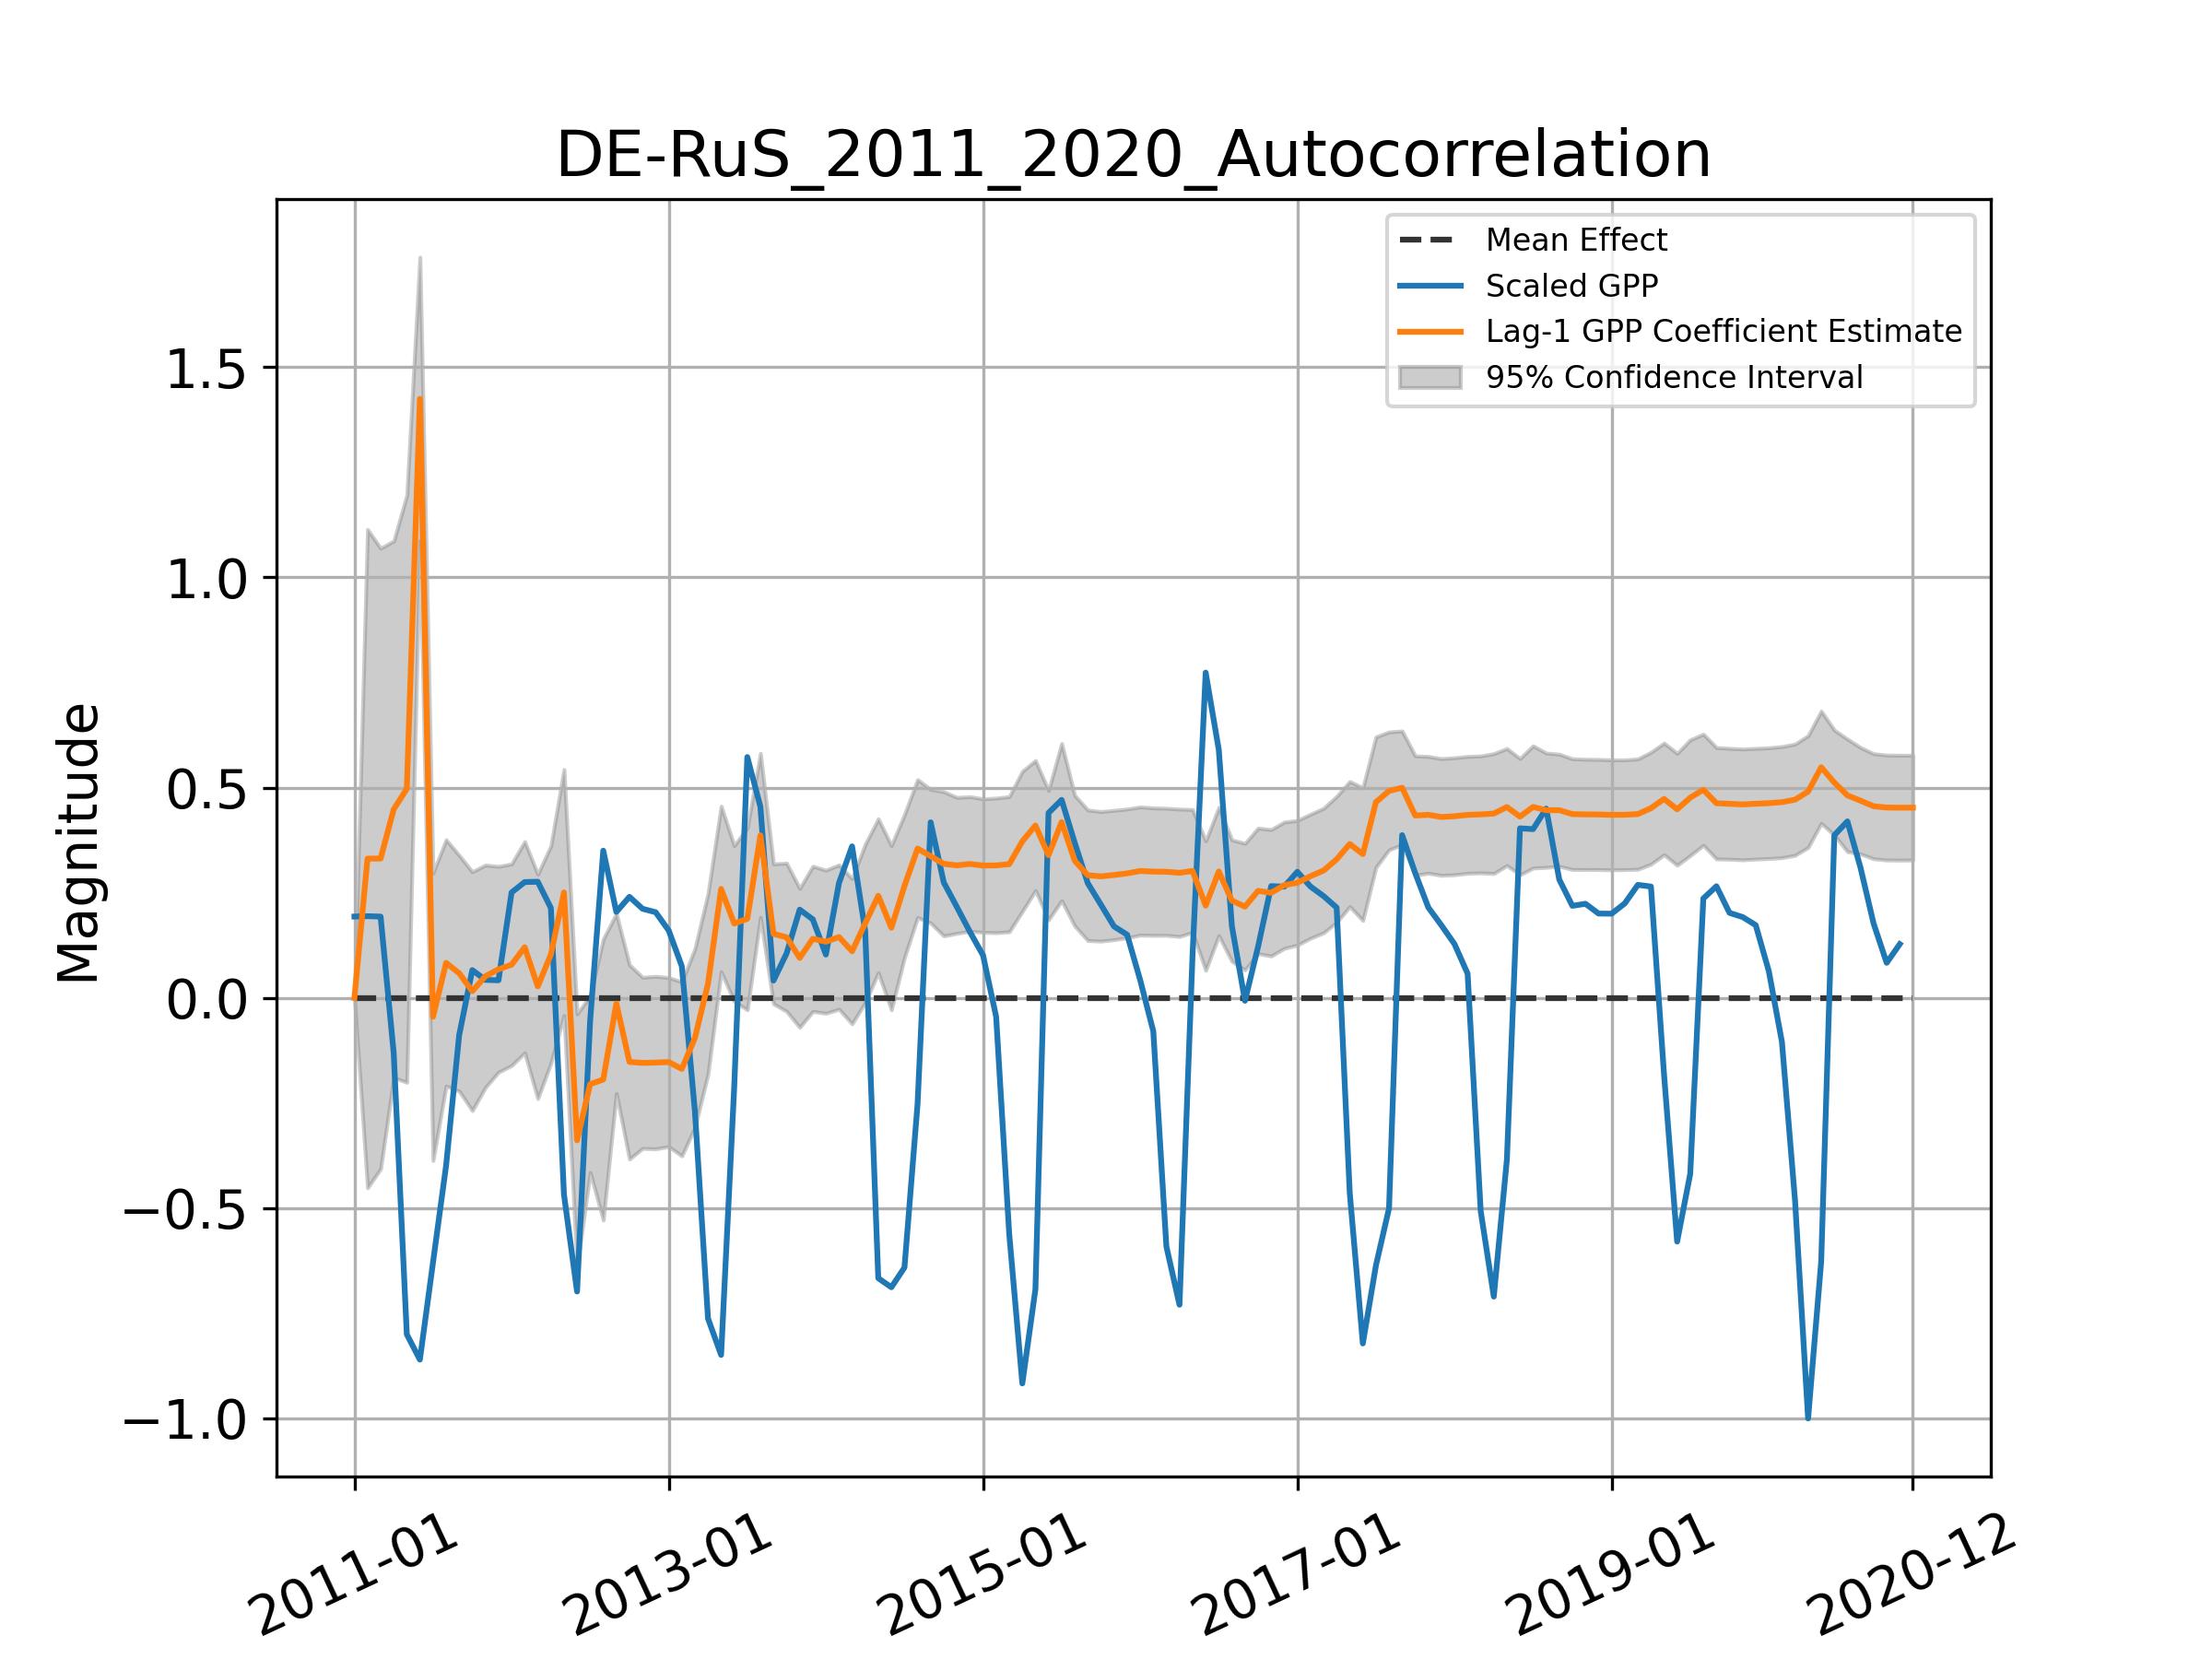 DE-RuS_2011_2020_Autocorrelation
Mean Effect
Scaled GPP
Lag-1 GPP Coefficient Estimate
95% Confidence Interval
Magnitude
1.5
1.0
0.5
0.0
−0.5
−1.0
2011-01
2013-01
2015-01
2017-01
2019-01
2020-12